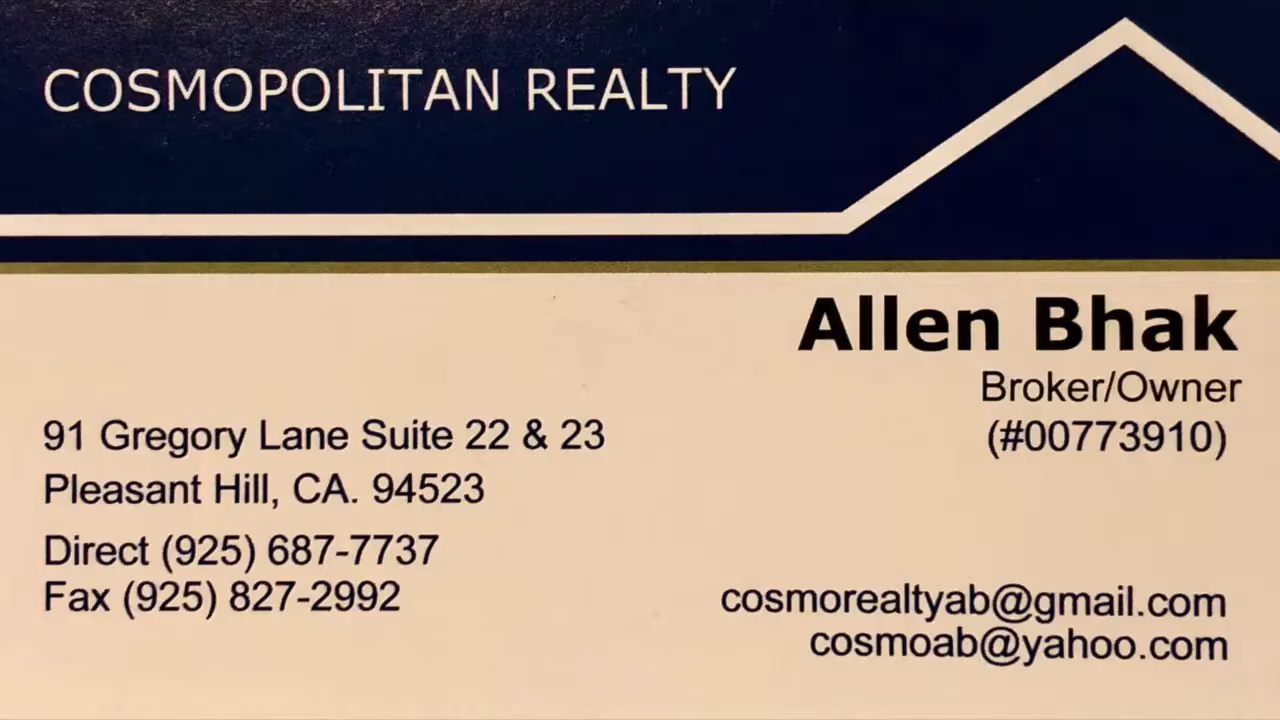 COSMOPOLITAN REALTY
Allen Bhak
Broker/Owner
(#00773910)
91 Gregory Lane Suite 22 & 23
Pleasant Hill, CA. 94523
Direct (925) 687-7737
Fax (925) 827-2992
cosmorealtyab@gmail.com
cosmoab@yahoo.com